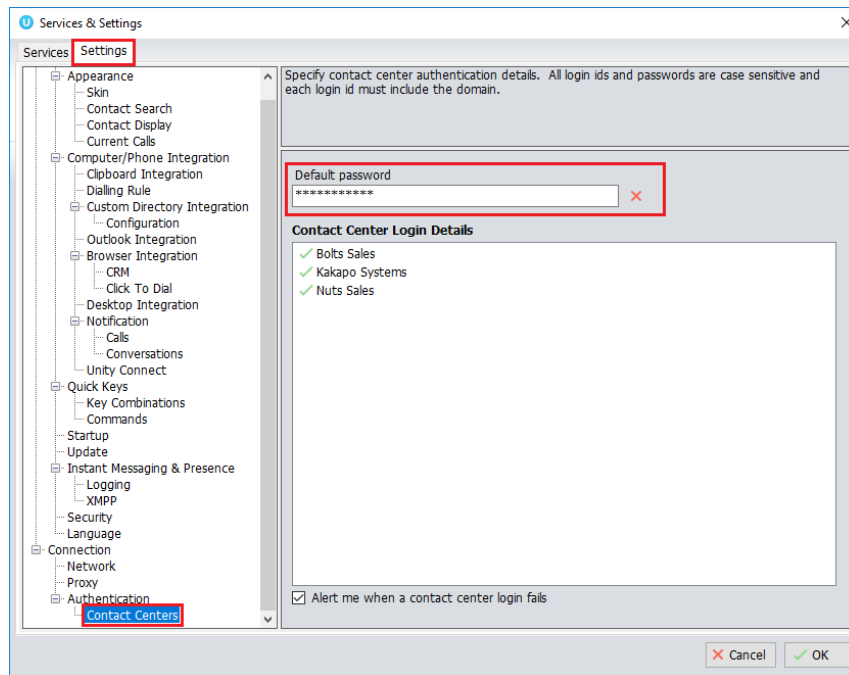 Services & Settings
Services Settings
Appearance
Skin
Contact Search
Contact Display
Current Calls
Computer/Phone Integration
Clipboard Integration
Dialling Rule
Custom Directory Integration
Configuration
Outlook Integration
Browser Integration
CRM
Click To Dial
Desktop Integration
Notification
Calls
Conversations
Unity Connect
Quick Keys
Key Combinations
Commands
Startup
Update
Instant Messaging & Presence
Logging
XMPP
Security
Language
Connection
Network
Proxy
Authentication
Contact Centers
Specify contact center authentication details. All login ids and passwords are case sensitive and
each login id must include the domain.
Default password
***********
Contact Center Login Details
Bolts Sales
Kakapo Systems
Nuts Sales
Alert me when a contact center login fails
Cancel OK